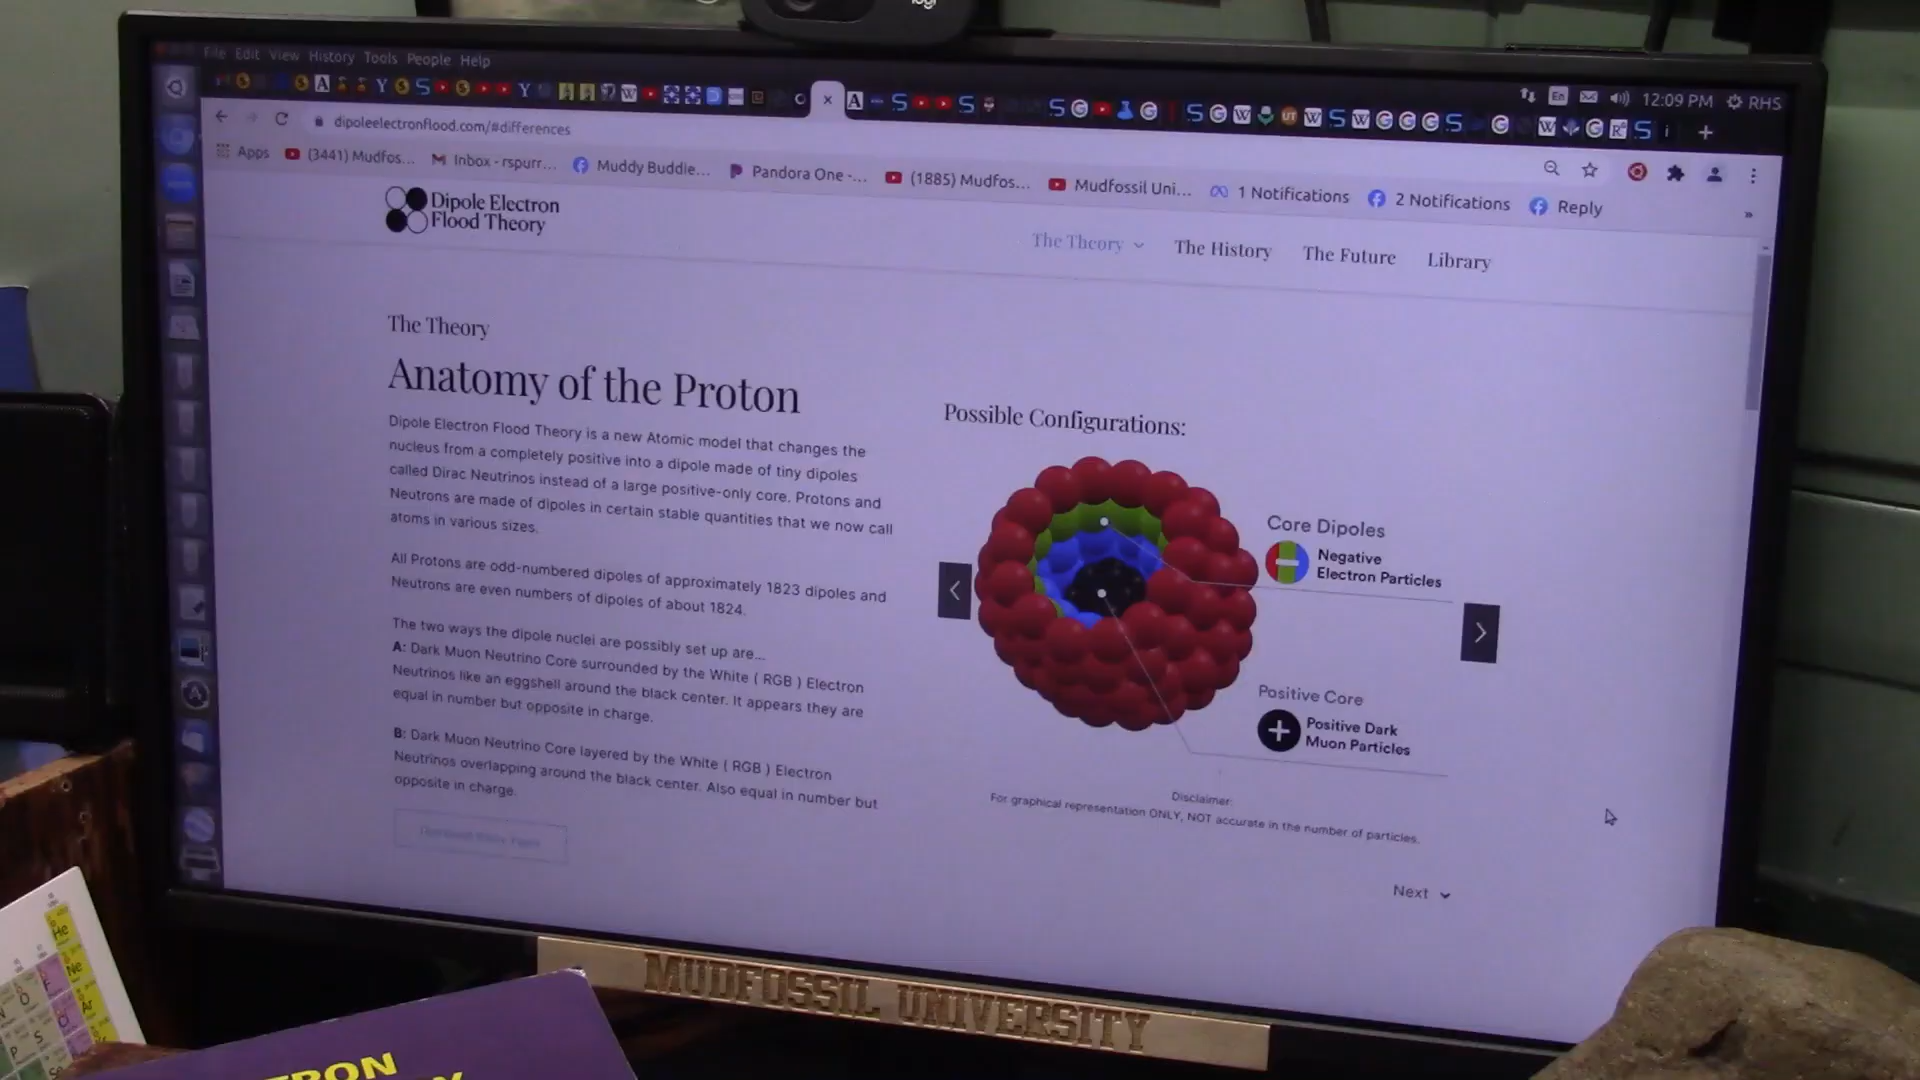 logi
File Edit View History Tools People Help
En 12:09 PM RHS
dipoleelectronflood.com/#differences
Apps (3441) Mudfos... Inbox - rspurr... Muddy Buddle... Pandora One -... (1885) Mudfos... Mudfossil Uni... 1 Notifications 2 Notifications Reply
Dipole Electron
Flood Theory
The Theory The History The Future Library
The Theory
Anatomy of the Proton
Dipole Electron Flood Theory is a new Atomic model that changes the
nucleus from a completely positive into a dipole made of tiny dipoles
called Dirac Neutrinos instead of a large positive-only core. Protons and
Neutrons are made of dipoles in certain stable quantities that we now call
atoms in various sizes.
All Protons are odd-numbered dipoles of approximately 1823 dipoles and
Neutrons are even numbers of dipoles of about 1824.
The two ways the dipole nuclei are possibly set up are...
A: Dark Muon Neutrino Core surrounded by the White ( RGB ) Electron
Neutrinos like an eggshell around the black center. It appears they are
equal in number but opposite in charge.
B: Dark Muon Neutrino Core layered by the White ( RGB ) Electron
Neutrinos overlapping around the black center. Also equal in number but
opposite in charge.
Possible Configurations:
Core Dipoles
Negative
Electron Particles
Positive Core
Positive Dark
Muon Particles
Disclaimer:
For graphical representation ONLY, NOT accurate in the number of particles.
Next
MUDFOSSIL UNIVERSITY
He
Ne
F
Ar
O
S
P
TRON